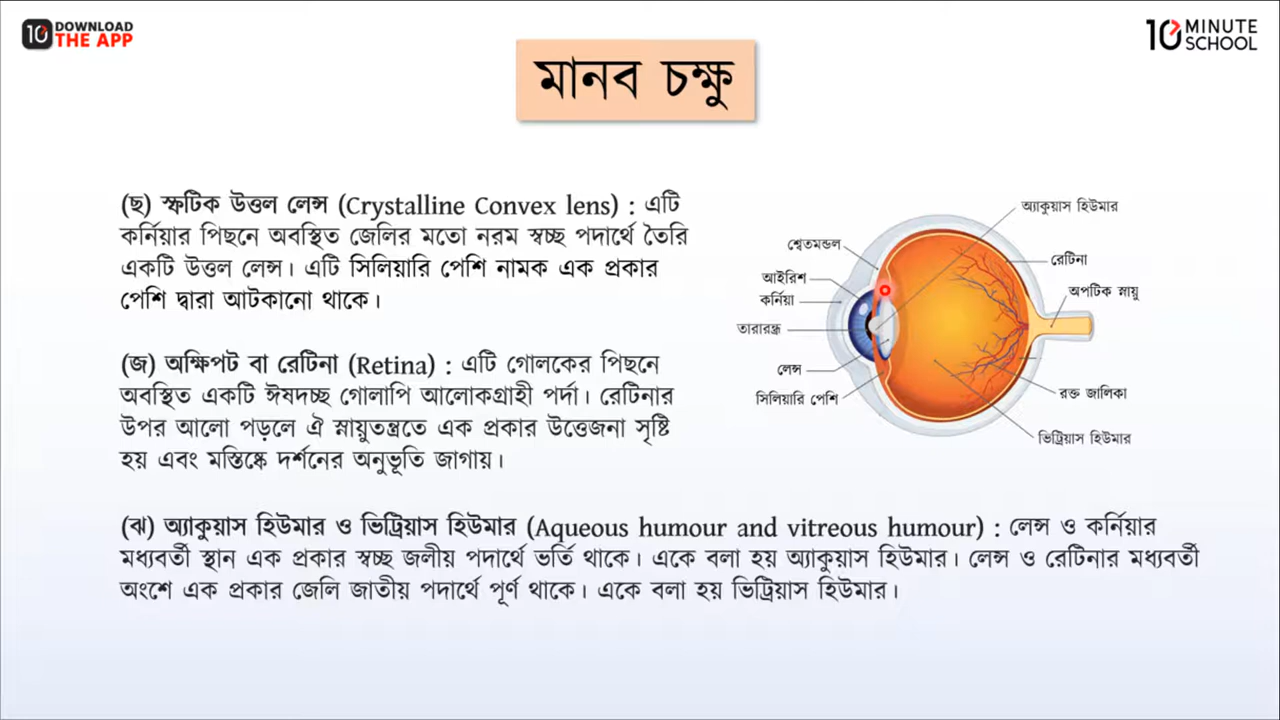 10 DOWNLOAD
THE APP
10 MINUTE
SCHOOL
মানব চক্ষু
(ছ) স্ফটিক উত্তল লেন্স (Crystalline Convex lens) : এটি
কর্নিয়ার পিছনে অবস্থিত জেলির মতো নরম স্বচ্ছ পদার্থে তৈরি
একটি উত্তল লেন্স। এটি সিলিয়ারি পেশি নামক এক প্রকার
পেশি দ্বারা আটকানো থাকে।
(জ) অক্ষিপট বা রেটিনা (Retina) : এটি গোলকের পিছনে
অবস্থিত একটি ঈষদচ্ছ গোলাপি আলোকগ্রাহী পর্দা। রেটিনার
উপর আলো পড়লে ঐ স্নায়ুতন্ত্রতে এক প্রকার উত্তেজনা সৃষ্টি
হয় এবং মস্তিষ্কে দর্শনের অনুভূতি জাগায়।
(ঝ) অ্যাকুয়াস হিউমার ও ভিট্রিয়াস হিউমার (Aqueous humour and vitreous humour) : লেন্স ও কর্নিয়ার
মধ্যবর্তী স্থান এক প্রকার স্বচ্ছ জলীয় পদার্থে ভর্তি থাকে। একে বলা হয় অ্যাকুয়াস হিউমার। লেন্স ও রেটিনার মধ্যবর্তী
অংশে এক প্রকার জেলি জাতীয় পদার্থে পূর্ণ থাকে। একে বলা হয় ভিট্রিয়াস হিউমার।
অ্যাকুয়াস হিউমার
শ্বেতমন্ডল
রেটিনা
আইরিশ
অপটিক স্নায়ু
কর্নিয়া
তারারন্ধ্র
লেন্স
সিলিয়ারি পেশি
রক্ত জালিকা
ভিট্রিয়াস হিউমার